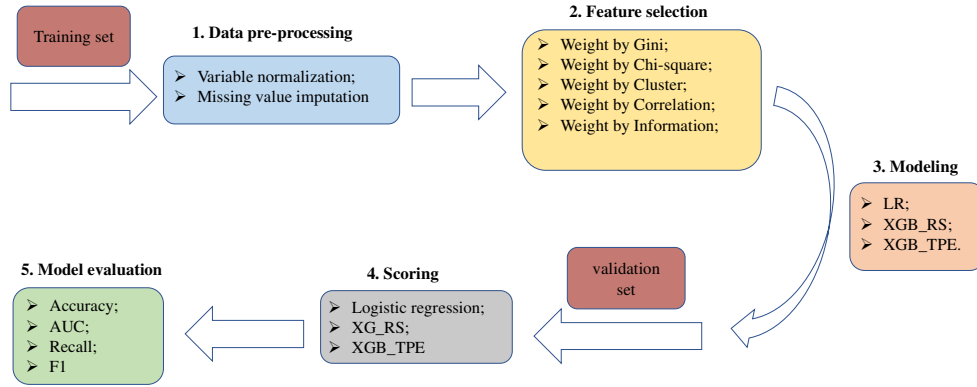 Training set
1. Data pre-processing
➢ Variable normalization;
➢ Missing value imputation
2. Feature selection
➢ Weight by Gini;
➢ Weight by Chi-square;
➢ Weight by Cluster;
➢ Weight by Correlation;
➢ Weight by Information;
3. Modeling
➢ LR;
➢ XGB_RS;
➢ XGB_TPE.
validation
set
4. Scoring
➢ Logistic regression;
➢ XG_RS;
➢ XGB_TPE
5. Model evaluation
➢ Accuracy;
➢ AUC;
➢ Recall;
➢ F1